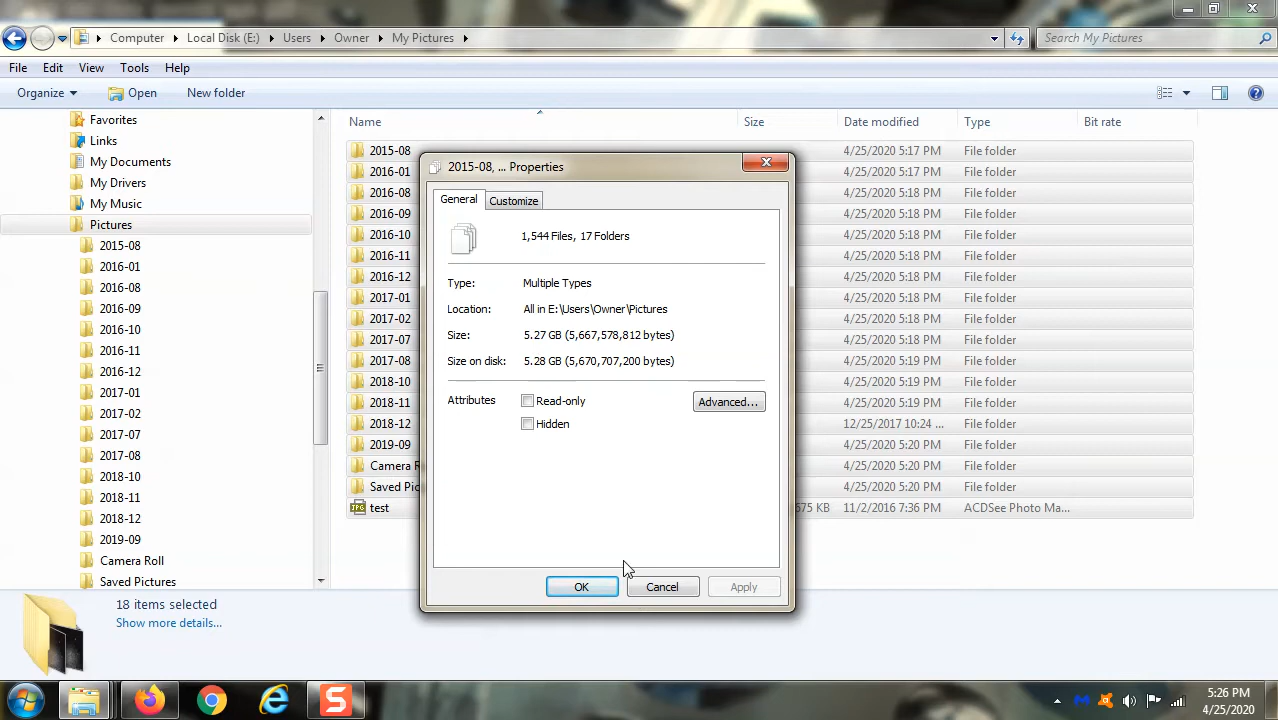 Computer Local Disk (E:) Users Owner My Pictures Search My Pictures
File Edit View Tools Help
Organize Open New folder
Favorites
Links
My Documents
My Drivers
My Music
Pictures
2015-08
2016-01
2016-08
2016-09
2016-10
2016-11
2016-12
2017-01
2017-02
2017-07
2017-08
2018-10
2018-11
2018-12
2019-09
Camera Roll
Saved Pictures
Name Size Date modified Type Bit rate
2015-08 4/25/2020 5:17 PM File folder
2016-01 4/25/2020 5:17 PM File folder
2016-08 4/25/2020 5:18 PM File folder
2016-09 4/25/2020 5:18 PM File folder
2016-10 4/25/2020 5:18 PM File folder
2016-11 4/25/2020 5:18 PM File folder
2016-12 4/25/2020 5:18 PM File folder
2017-01 4/25/2020 5:18 PM File folder
2017-02 4/25/2020 5:18 PM File folder
2017-07 4/25/2020 5:18 PM File folder
2017-08 4/25/2020 5:19 PM File folder
2018-10 4/25/2020 5:19 PM File folder
2018-11 4/25/2020 5:19 PM File folder
2018-12 12/25/2017 10:24 ... File folder
2019-09 4/25/2020 5:20 PM File folder
Camera R 4/25/2020 5:20 PM File folder
Saved Pic 4/25/2020 5:20 PM File folder
JPG test 675 KB 11/2/2016 7:36 PM ACDSee Photo Ma...
2015-08, ... Properties
General Customize
1,544 Files, 17 Folders
Type: Multiple Types
Location: All in E:\Users\Owner\Pictures
Size: 5.27 GB (5,667,578,812 bytes)
Size on disk: 5.28 GB (5,670,707,200 bytes)
Attributes Read-only Advanced...
Hidden
OK Cancel Apply
18 items selected
Show more details...
S
5:26 PM
4/25/2020